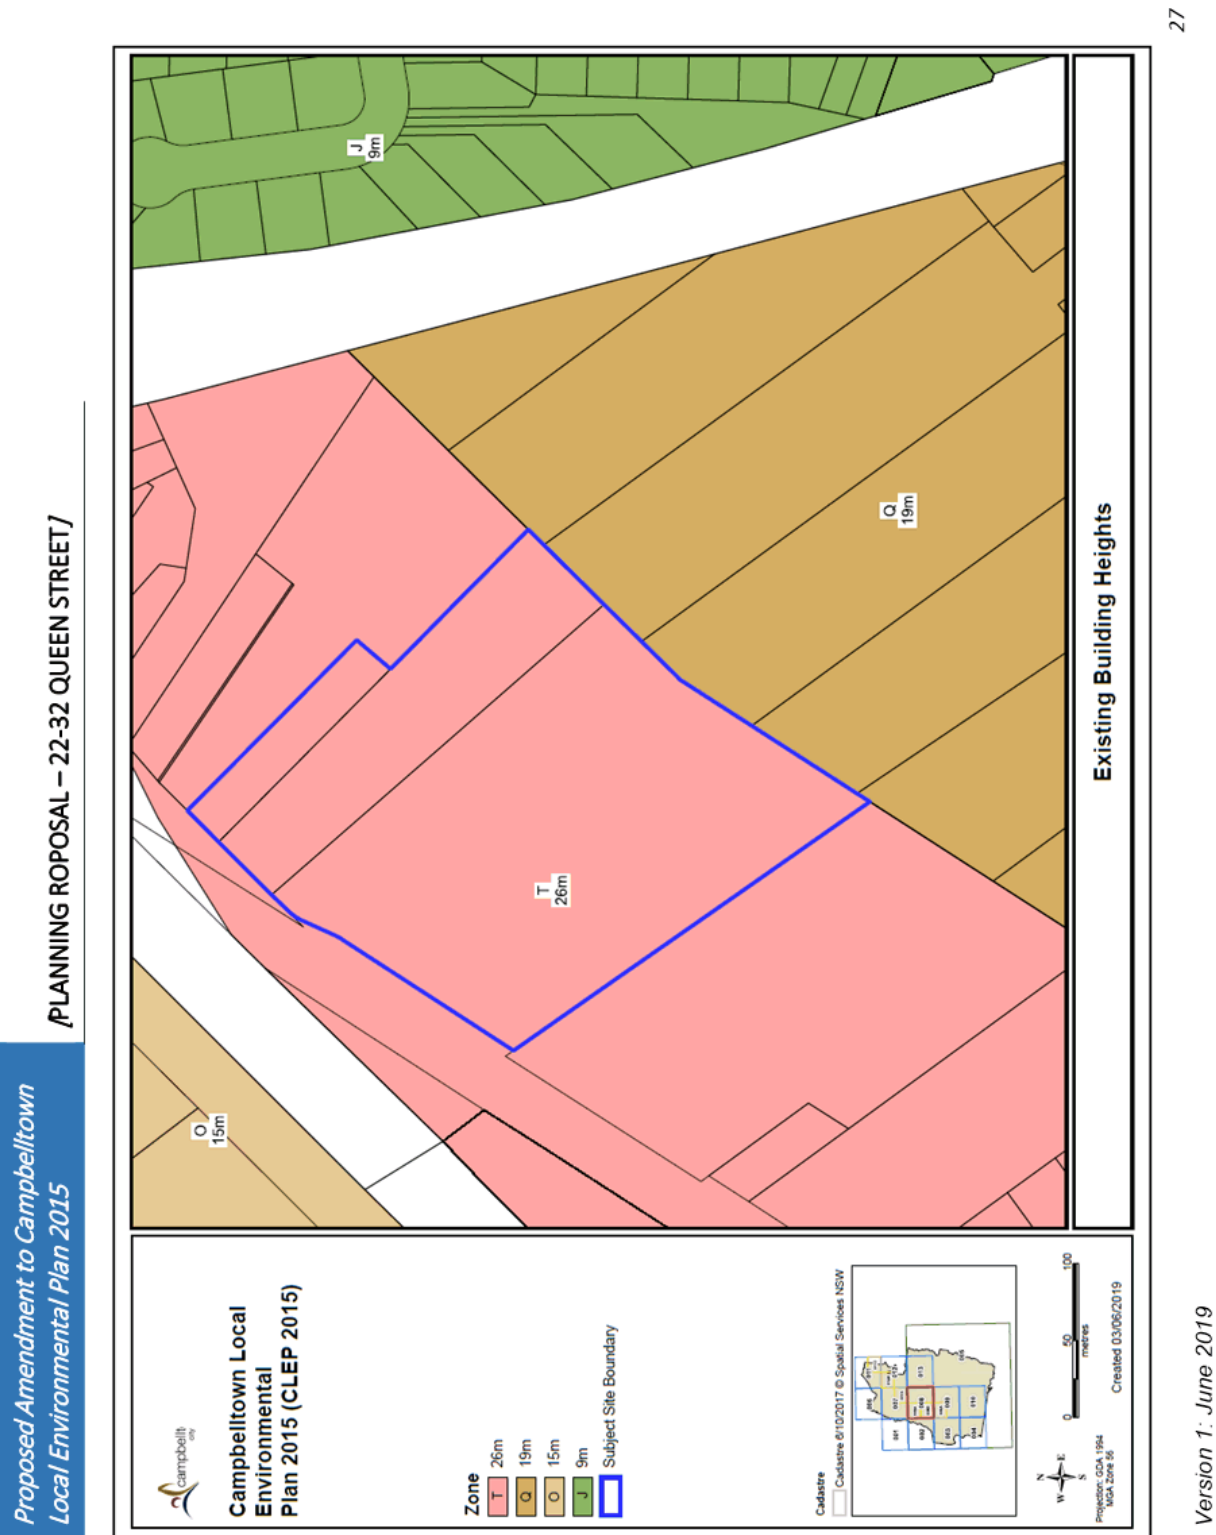 Proposed Amendment to Campbelltown
Local Environmental Plan 2015
[PLANNING ROPOSAL – 22-32 QUEEN STREET]
campbelltown
city
Campbelltown Local
Environmental
Plan 2015 (CLEP 2015)
Zone
T 26m
Q 19m
O 15m
J 9m
Subject Site Boundary
Cadastre
Cadastre 6/10/2017 © Spatial Services NSW
N
W E
S
Projection: GDA 1994
MGA Zone 56
0 50 100
metres
Created 03/06/2019
O
15m
T
26m
J
9m
Q
19m
Existing Building Heights
Version 1: June 2019
27